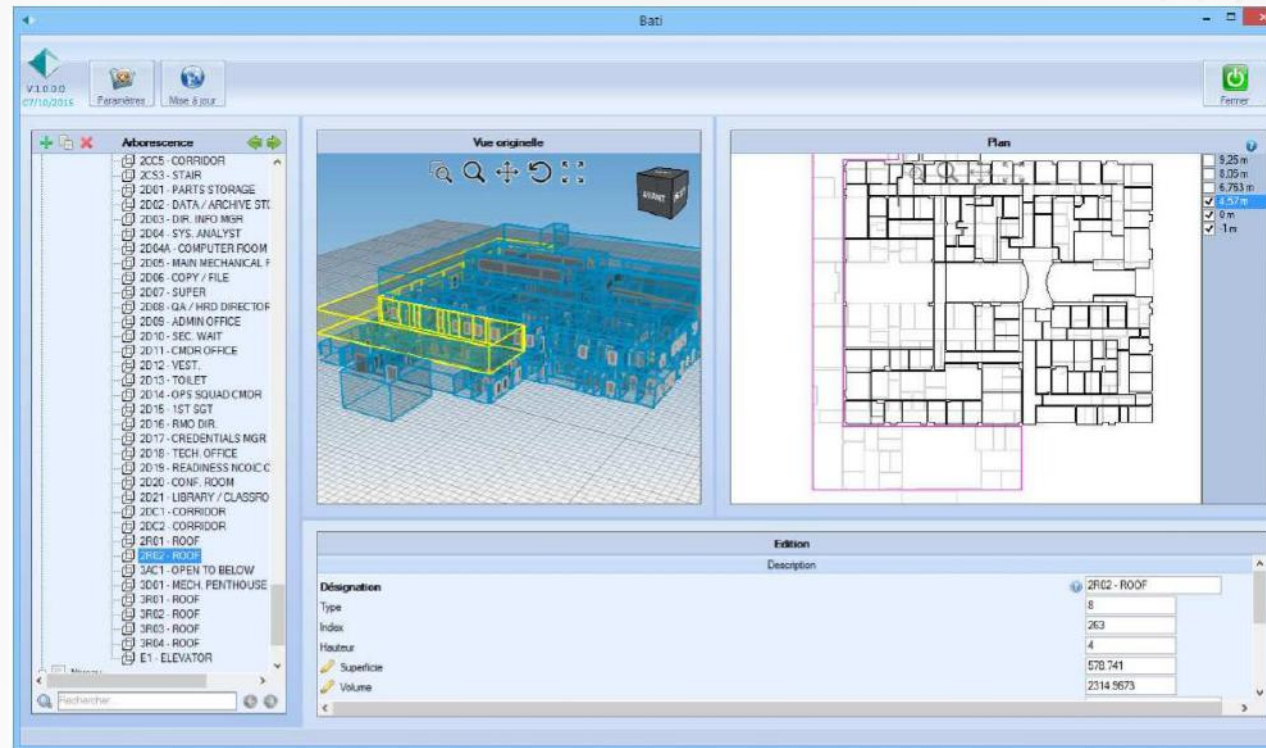 Bati
V.1.0.0.0
07/10/2016
Paramètres
Mise à jour
Fermer
Arborescence
2CC5 - CORRIDOR
2CS3 - STAIR
2D01 - PARTS STORAGE
2D02 - DATA / ARCHIVE STO
2D03 - DIR. INFO MGR
2D04 - SYS. ANALYST
2D04A - COMPUTER ROOM
2D05 - MAIN MECHANICAL F
2D06 - COPY / FILE
2D07 - SUPER
2D08 - QA / HRD DIRECTOR
2D09 - ADMIN OFFICE
2D10 - SEC. WAIT
2D11 - CMDR OFFICE
2D12 - VEST.
2D13 - TOILET
2D14 - OPS SQUAD CMDR
2D15 - 1ST SGT
2D16 - RMO DIR.
2D17 - CREDENTIALS MGR
2D18 - TECH. OFFICE
2D19 - READINESS NCOIC C
2D20 - CONF. ROOM
2D21 - LIBRARY / CLASSRO
2DC1 - CORRIDOR
2DC2 - CORRIDOR
2R01 - ROOF
2R02 - ROOF
3AC1 - OPEN TO BELOW
3D01 - MECH. PENTHOUSE
3R01 - ROOF
3R02 - ROOF
3R03 - ROOF
3R04 - ROOF
E1 - ELEVATOR
Niveau
Rechercher...
Vue originelle
AVANT
Plan
9,25 m
8,05 m
6,763 m
4,57 m
0 m
-1 m
Edition
Description
Désignation 2R02 - ROOF
Type 8
Index 263
Hauteur 4
Superficie 578.741
Volume 2314.9673